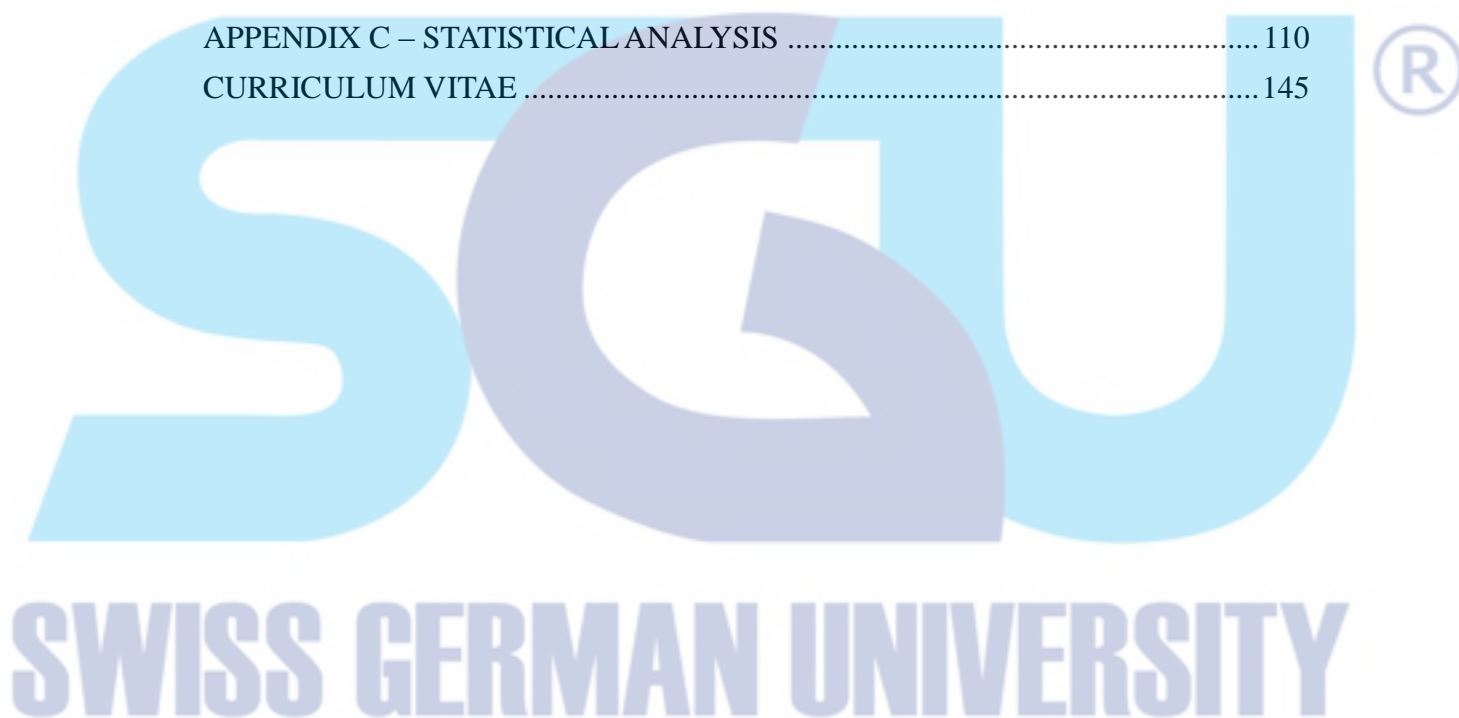 APPENDIX C – STATISTICAL ANALYSIS ............................................................ 110
CURRICULUM VITAE ............................................................................................. 145
®
SGU
SWISS GERMAN UNIVERSITY